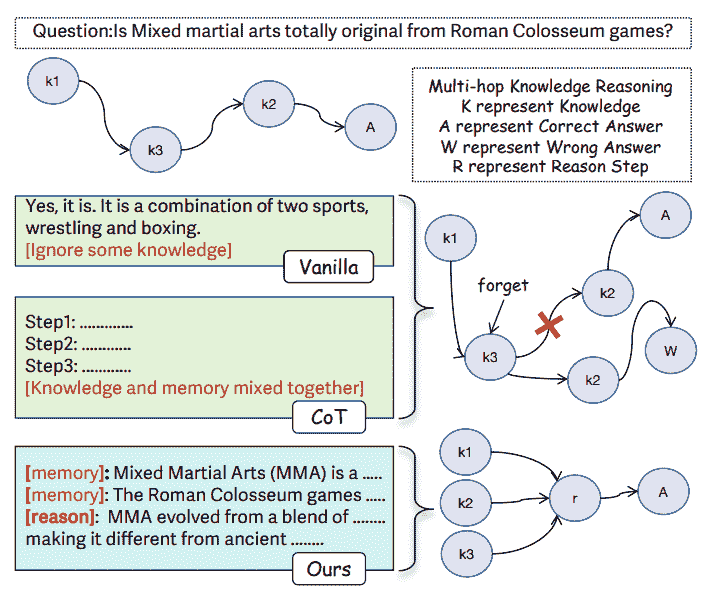 Question:Is Mixed martial arts totally original from Roman Colosseum games?
k1
k3
k2
A
Multi-hop Knowledge Reasoning
K represent Knowledge
A represent Correct Answer
W represent Wrong Answer
R represent Reason Step
Yes, it is. It is a combination of two sports,
wrestling and boxing.
[Ignore some knowledge]
Vanilla
Step1: .............
Step2: ............
Step3: ............
[Knowledge and memory mixed together]
CoT
k1
A
forget
k2
k3
W
k2
[memory]: Mixed Martial Arts (MMA) is a .....
[memory]: The Roman Colosseum games .....
[reason]: MMA evolved from a blend of ........
making it different from ancient ........
Ours
k1
k2
k3
r
A